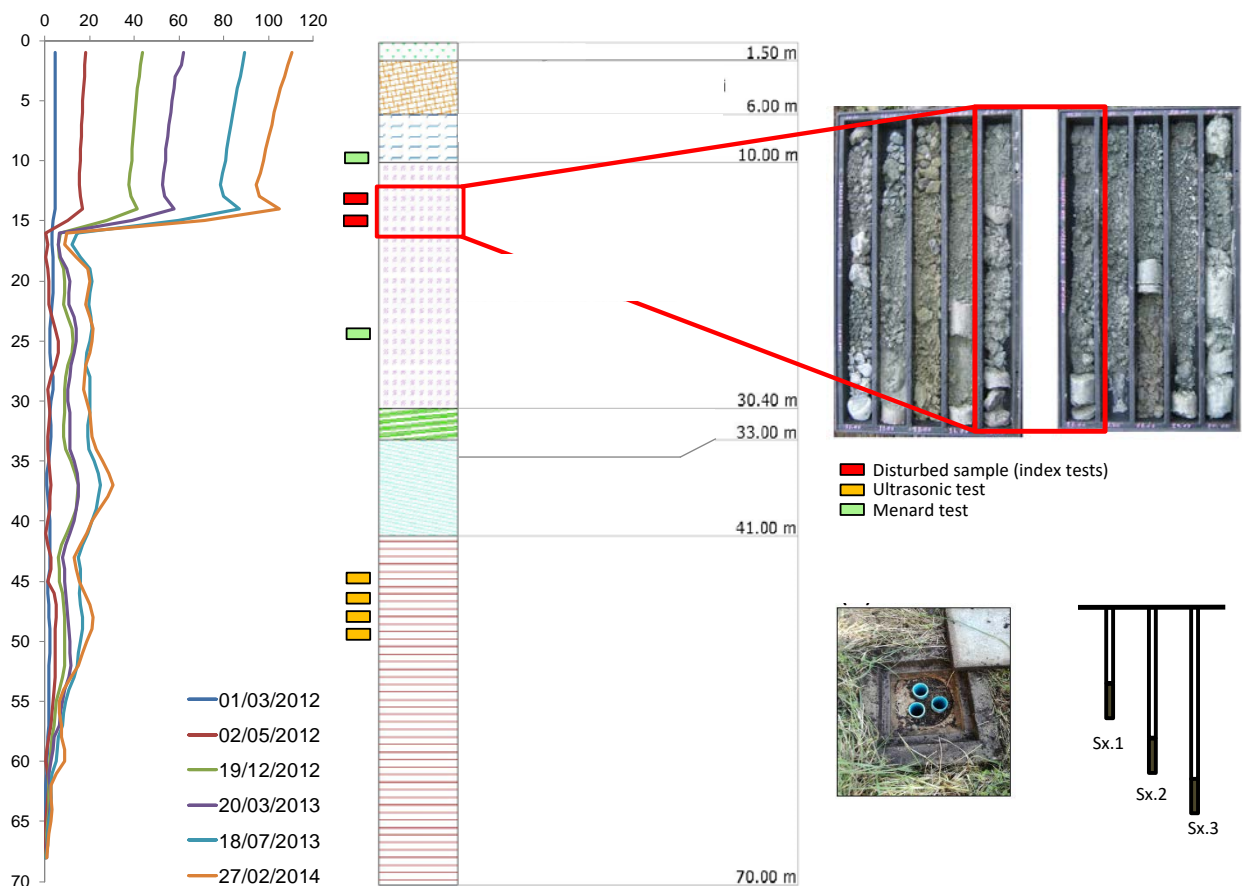 0 20 40 60 80 100 120
0
5
10
15
20
25
30
35
40
45
50
55
60
65
70
01/03/2012
02/05/2012
19/12/2012
20/03/2013
18/07/2013
27/02/2014
1.50 m
6.00 m
10.00 m
30.40 m
33.00 m
41.00 m
70.00 m
Disturbed sample (index tests)
Ultrasonic test
Menard test
Sx.1
Sx.2
Sx.3